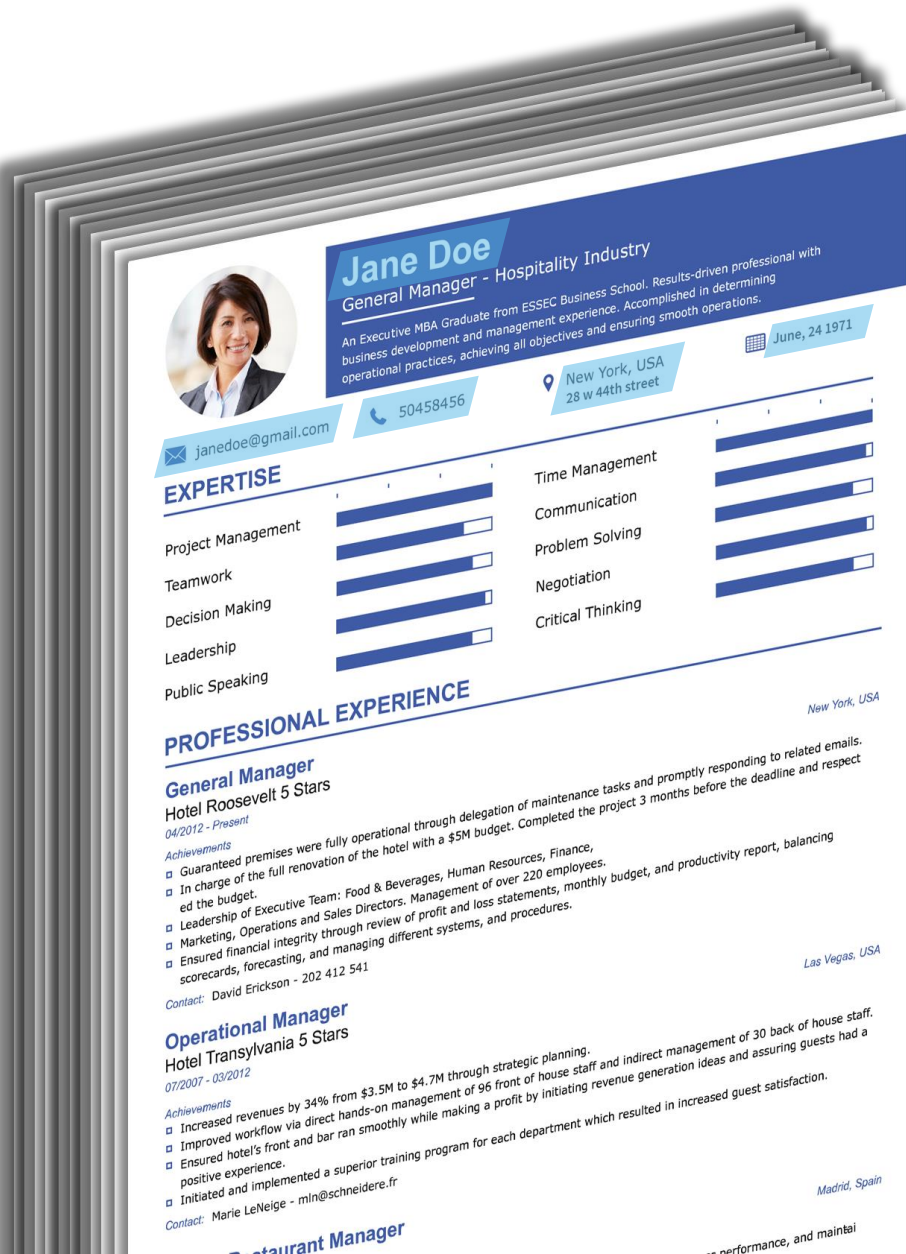 Jane Doe
General Manager - Hospitality Industry
An Executive MBA Graduate from ESSEC Business School. Results-driven professional with
business development and management experience. Accomplished in determining
operational practices, achieving all objectives and ensuring smooth operations.
janedoe@gmail.com
50458456
New York, USA
28 w 44th street
June, 24 1971
EXPERTISE
Project Management
Teamwork
Decision Making
Leadership
Public Speaking
Time Management
Communication
Problem Solving
Negotiation
Critical Thinking
PROFESSIONAL EXPERIENCE
New York, USA
General Manager
Hotel Roosevelt 5 Stars
04/2012 - Present
Achievements
Guaranteed premises were fully operational through delegation of maintenance tasks and promptly responding to related emails.
In charge of the full renovation of the hotel with a $5M budget. Completed the project 3 months before the deadline and respect
ed the budget.
Leadership of Executive Team: Food & Beverages, Human Resources, Finance,
Marketing, Operations and Sales Directors. Management of over 220 employees.
Ensured financial integrity through review of profit and loss statements, monthly budget, and productivity report, balancing
scorecards, forecasting, and managing different systems, and procedures.
Contact: David Erickson - 202 412 541
Las Vegas, USA
Operational Manager
Hotel Transylvania 5 Stars
07/2007 - 03/2012
Achievements
Increased revenues by 34% from $3.5M to $4.7M through strategic planning.
Improved workflow via direct hands-on management of 96 front of house staff and indirect management of 30 back of house staff.
Ensured hotel's front and bar ran smoothly while making a profit by initiating revenue generation ideas and assuring guests had a
positive experience.
Initiated and implemented a superior training program for each department which resulted in increased guest satisfaction.
Contact: Marie LeNeige - mln@schneidere.fr
Madrid, Spain
Restaurant Manager
performance, and maintai